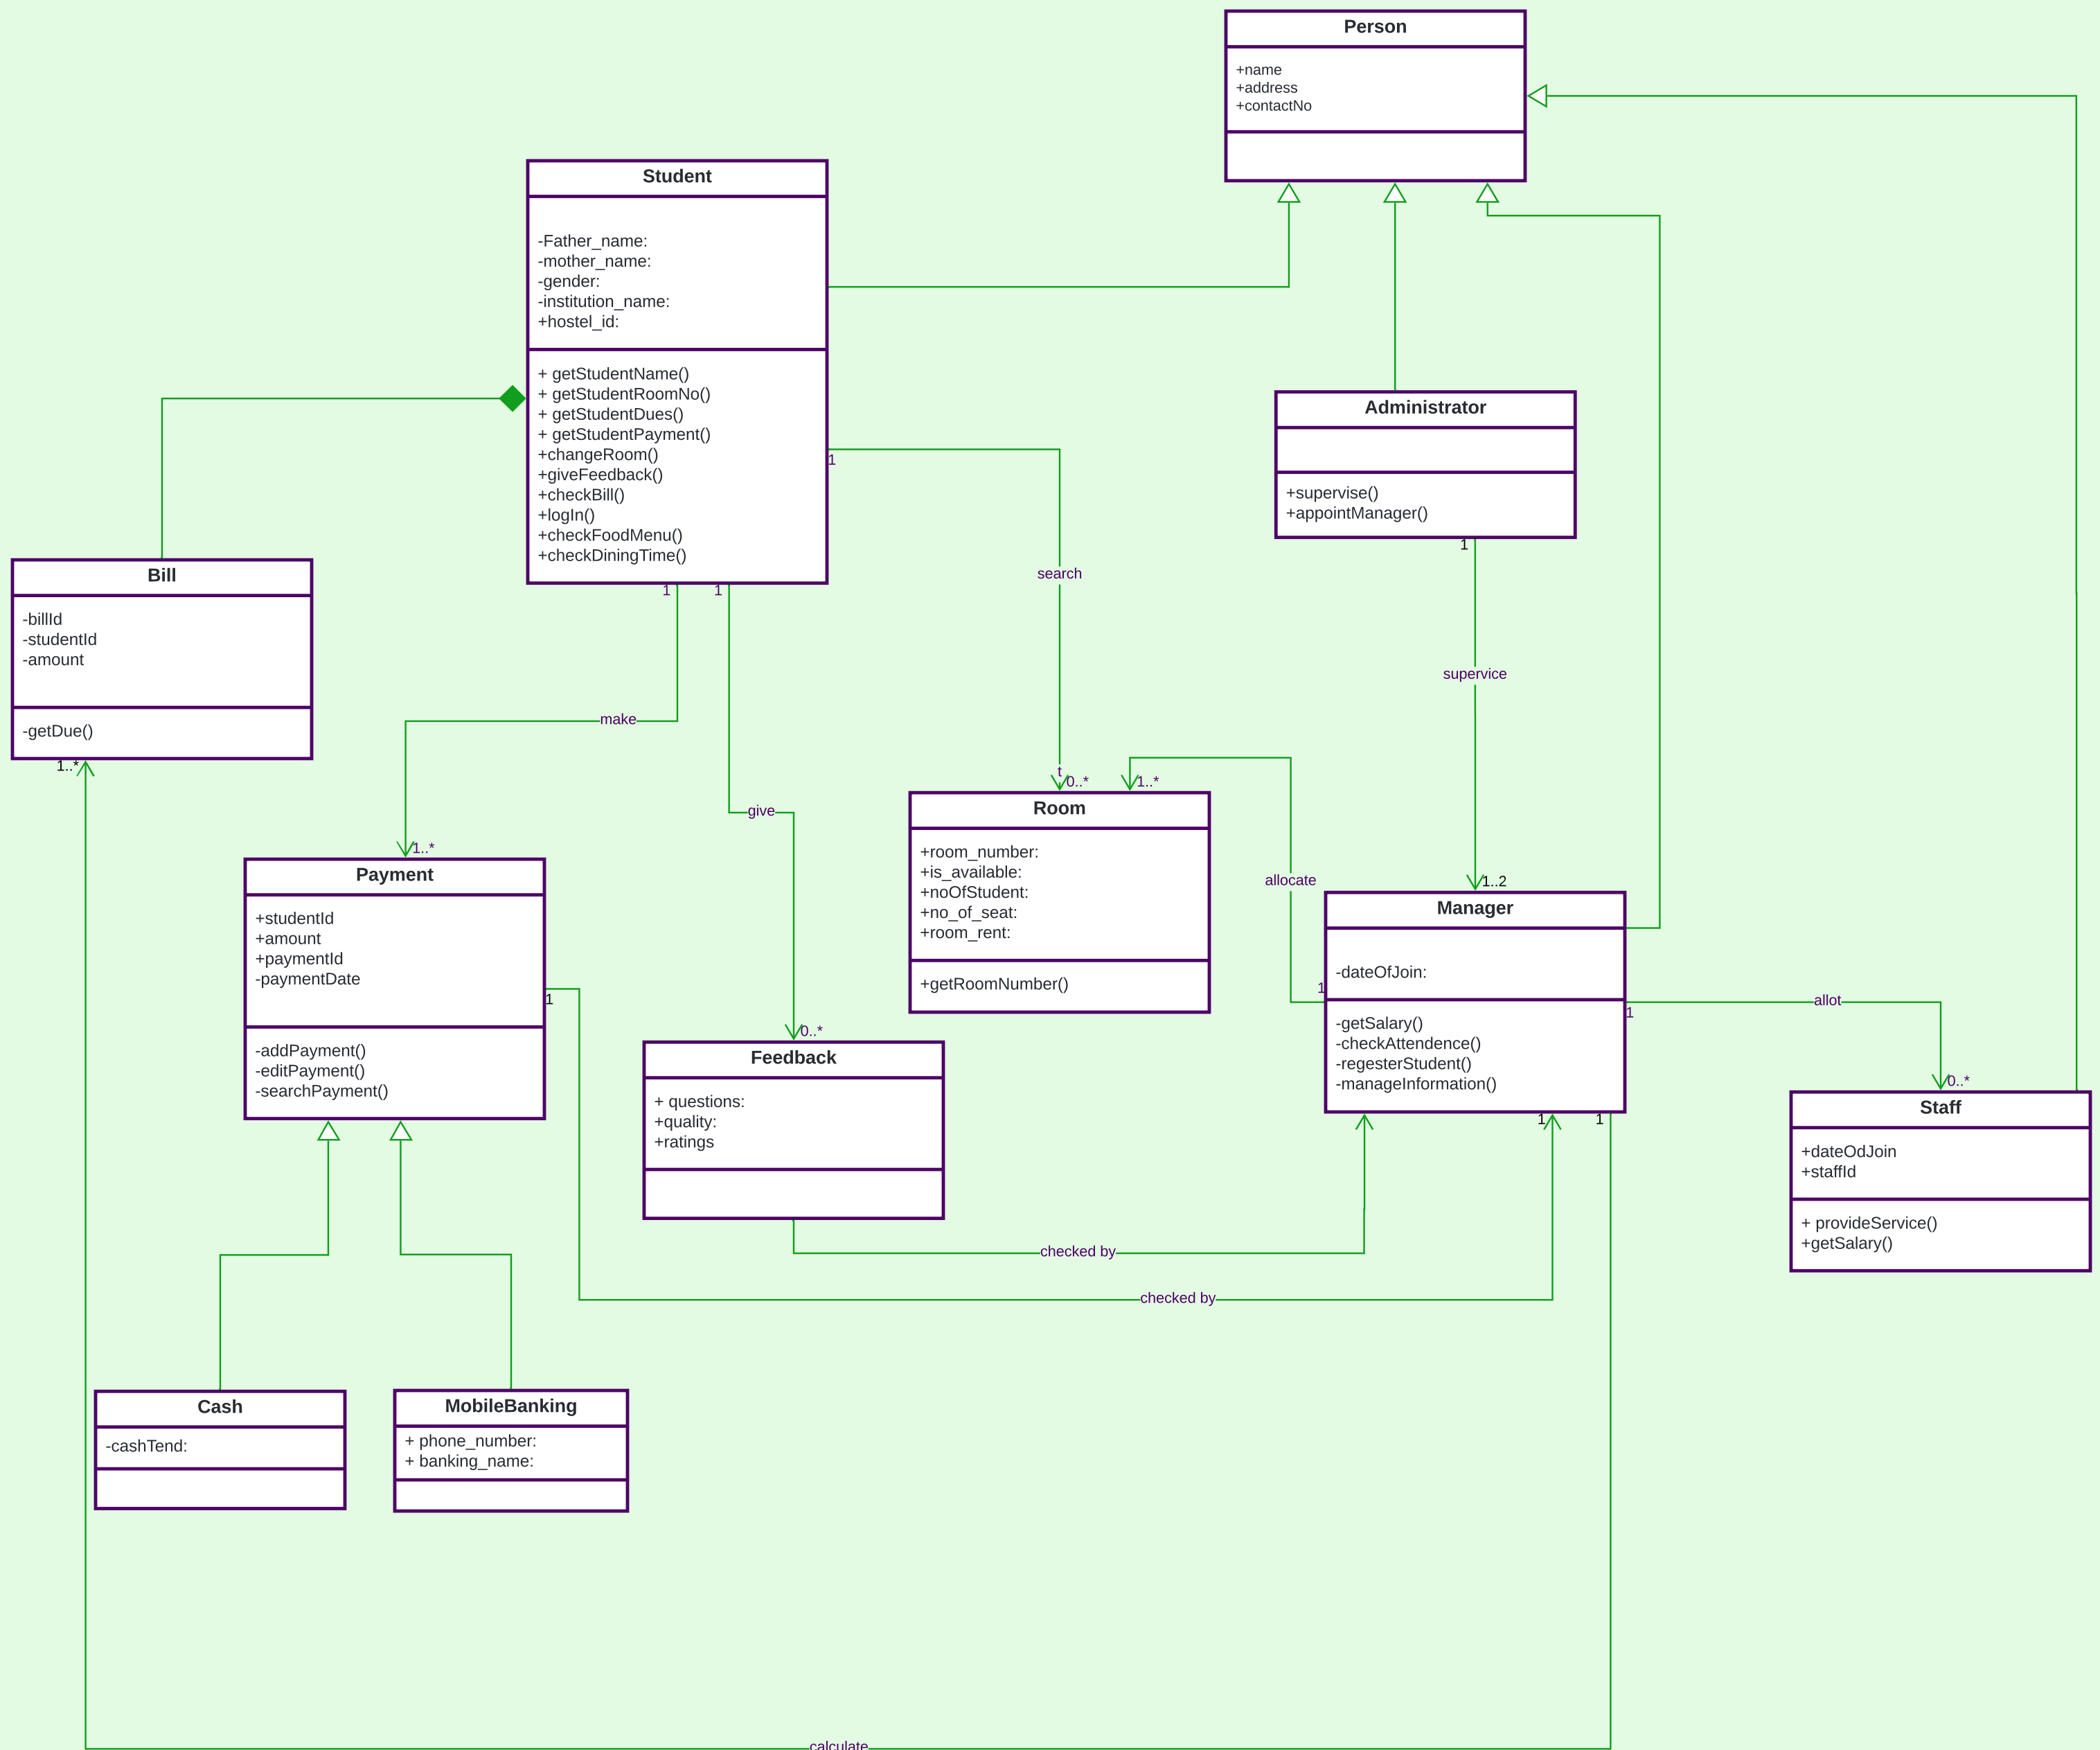 Person
+name
+address
+contactNo
Student
-Father_name:
-mother_name:
-gender:
-institution_name:
+hostel_id:
+ getStudentName()
+ getStudentRoomNo()
+ getStudentDues()
+ getStudentPayment()
+changeRoom()
+giveFeedback()
+checkBill()
+logIn()
+checkFoodMenu()
+checkDiningTime()
1
1
1
Administrator
+supervise()
+appointManager()
1
search
supervice
Bill
-billId
-studentId
-amount
-getDue()
1..*
make
give
t
0..*
1..*
1..*
Room
+room_number:
+is_available:
+noOfStudent:
+no_of_seat:
+room_rent:
+getRoomNumber()
allocate
1..2
Manager
-dateOfJoin:
-getSalary()
-checkAttendence()
-regesterStudent()
-manageInformation()
1
1
1
1
allot
0..*
Payment
+studentId
+amount
+paymentId
-paymentDate
-addPayment()
-editPayment()
-searchPayment()
1
0..*
Feedback
+ questions:
+quality:
+ratings
Staff
+dateOdJoin
+staffId
+ provideService()
+getSalary()
checked by
checked by
Cash
-cashTend:
MobileBanking
+ phone_number:
+ banking_name:
calculate